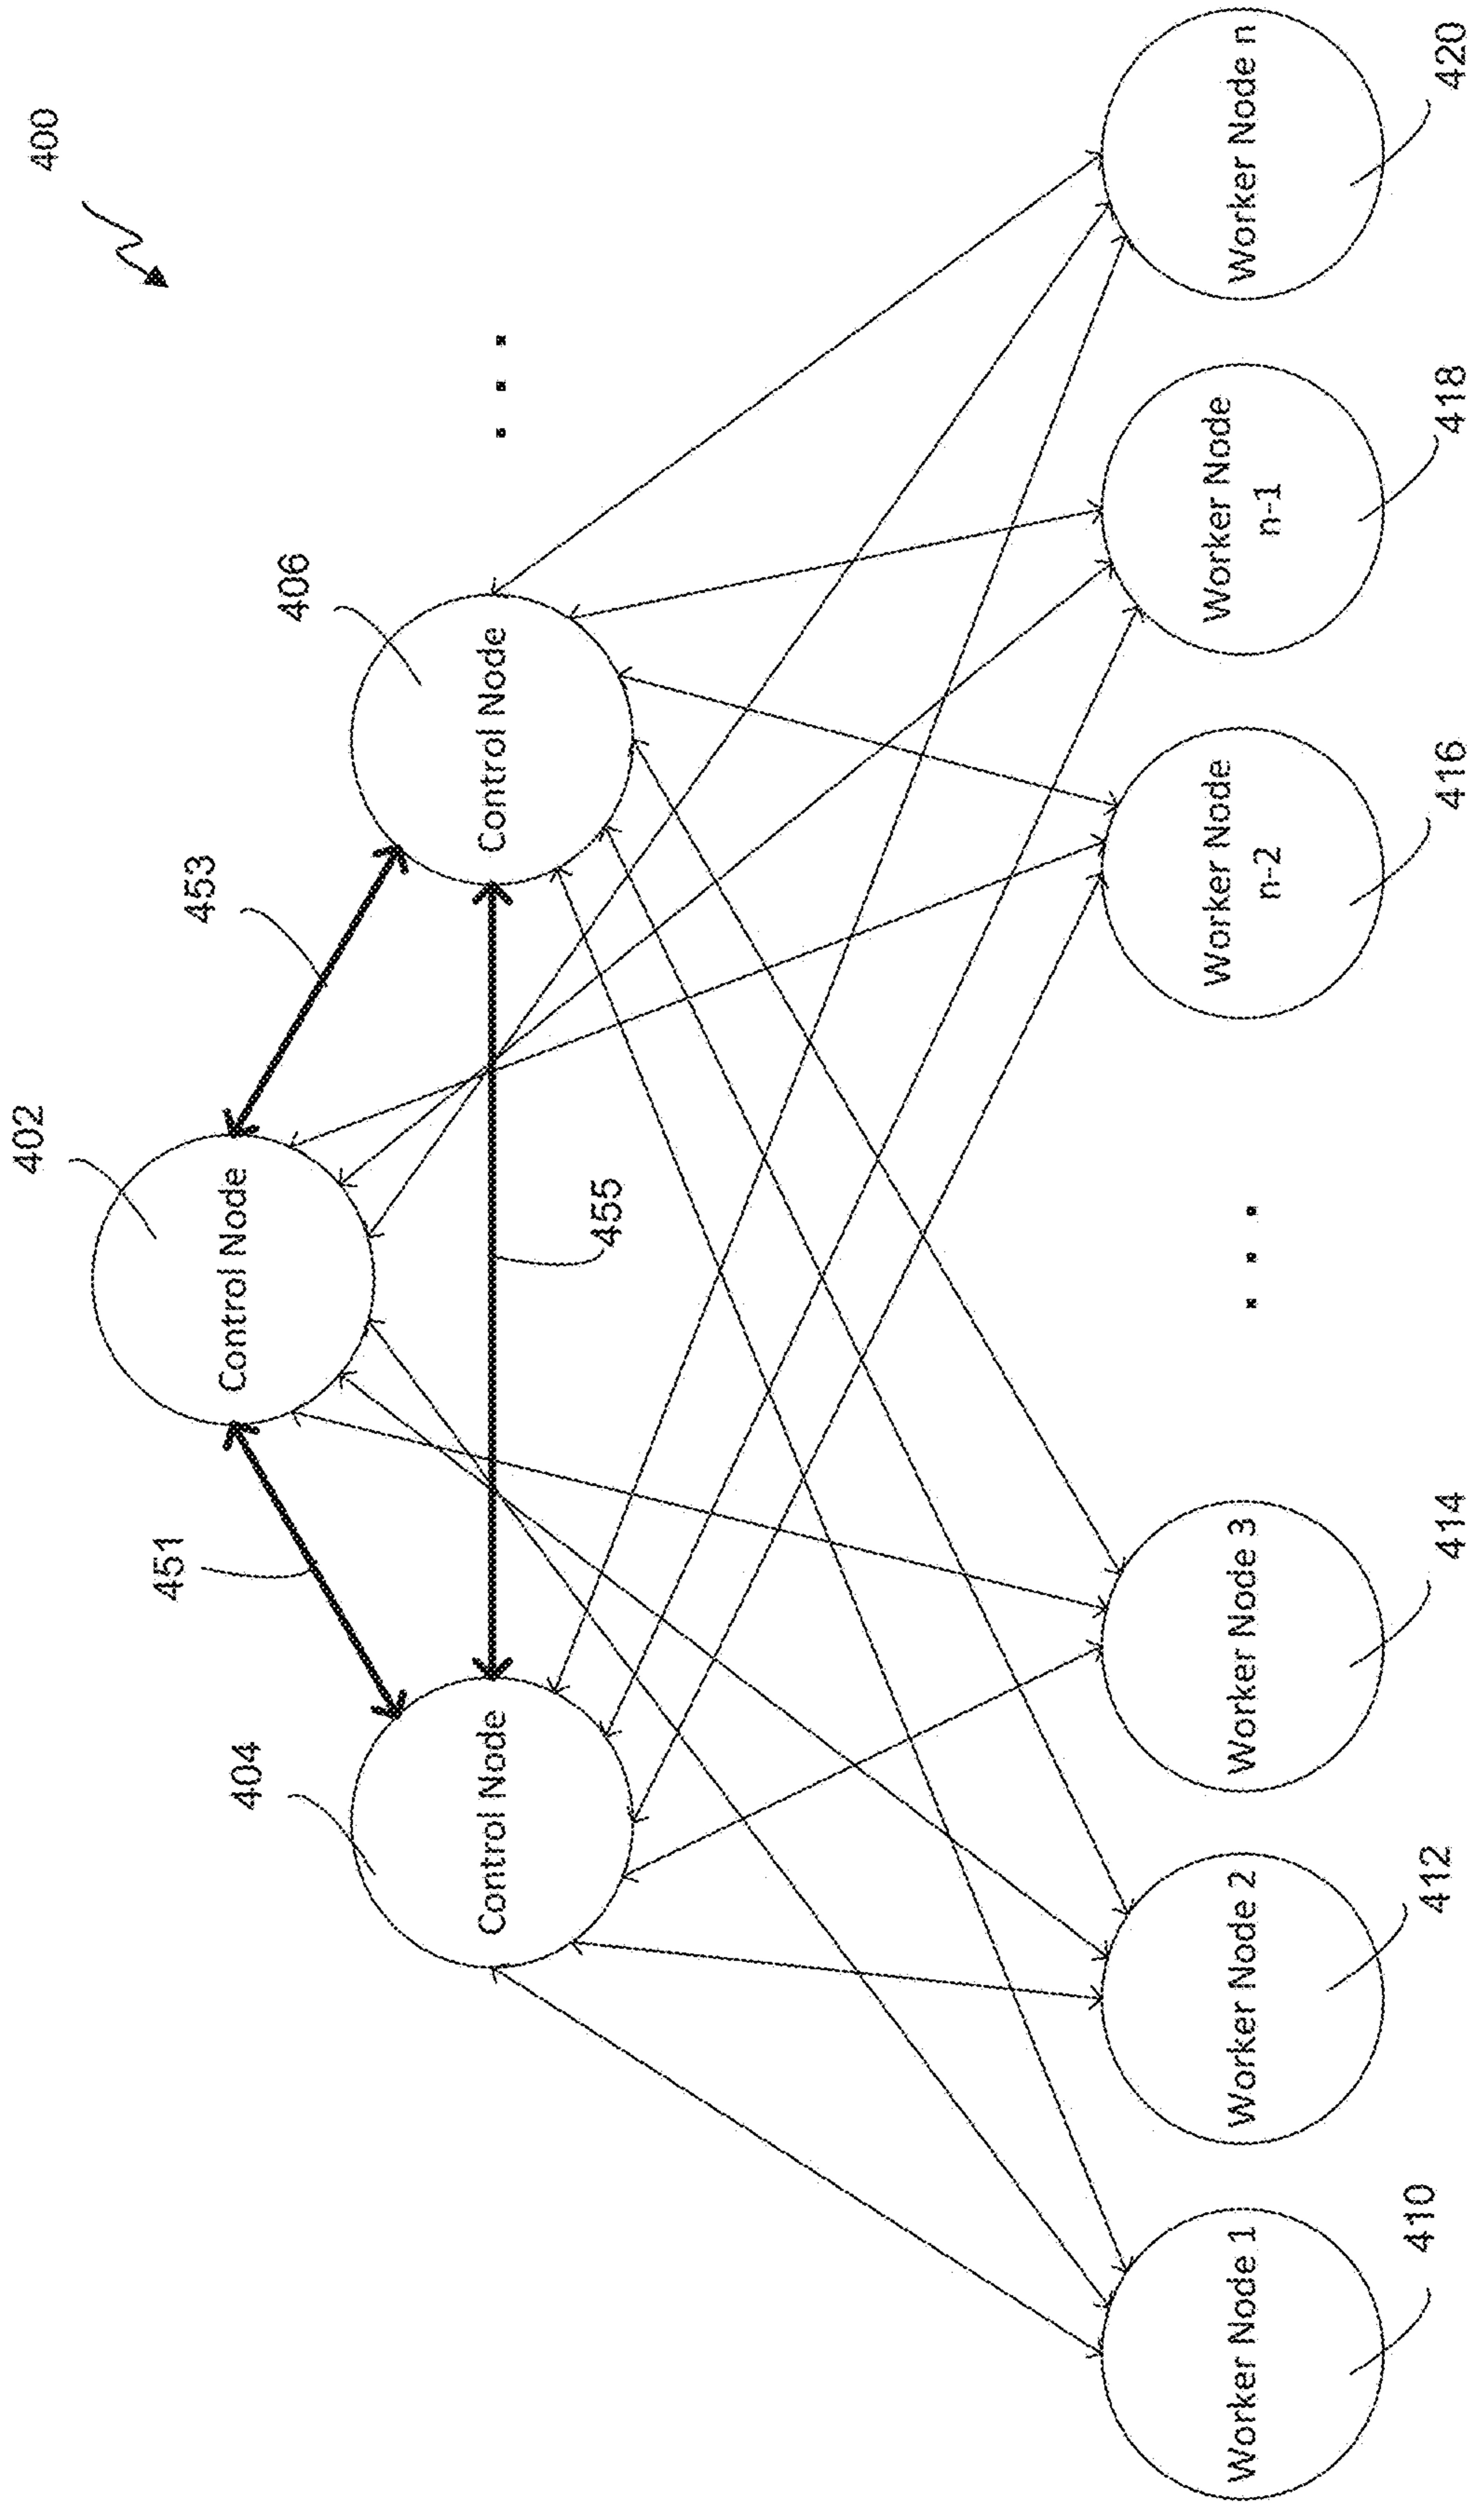 400
402
Control Node
451
453
404
Control Node
406
Control Node
. . .
455
Worker Node 1
Worker Node 2
Worker Node 3
. . .
Worker Node
n-2
Worker Node
n-1
Worker Node n
410
412
414
416
418
420